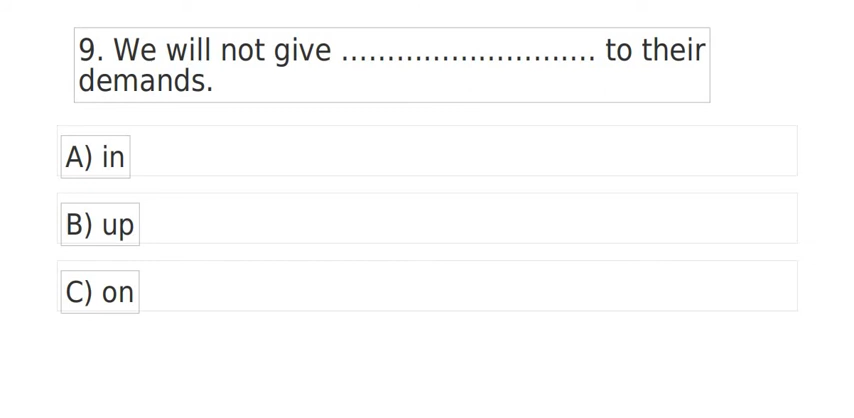 9. We will not give ............................ to their
demands.
A) in
B) up
C) on